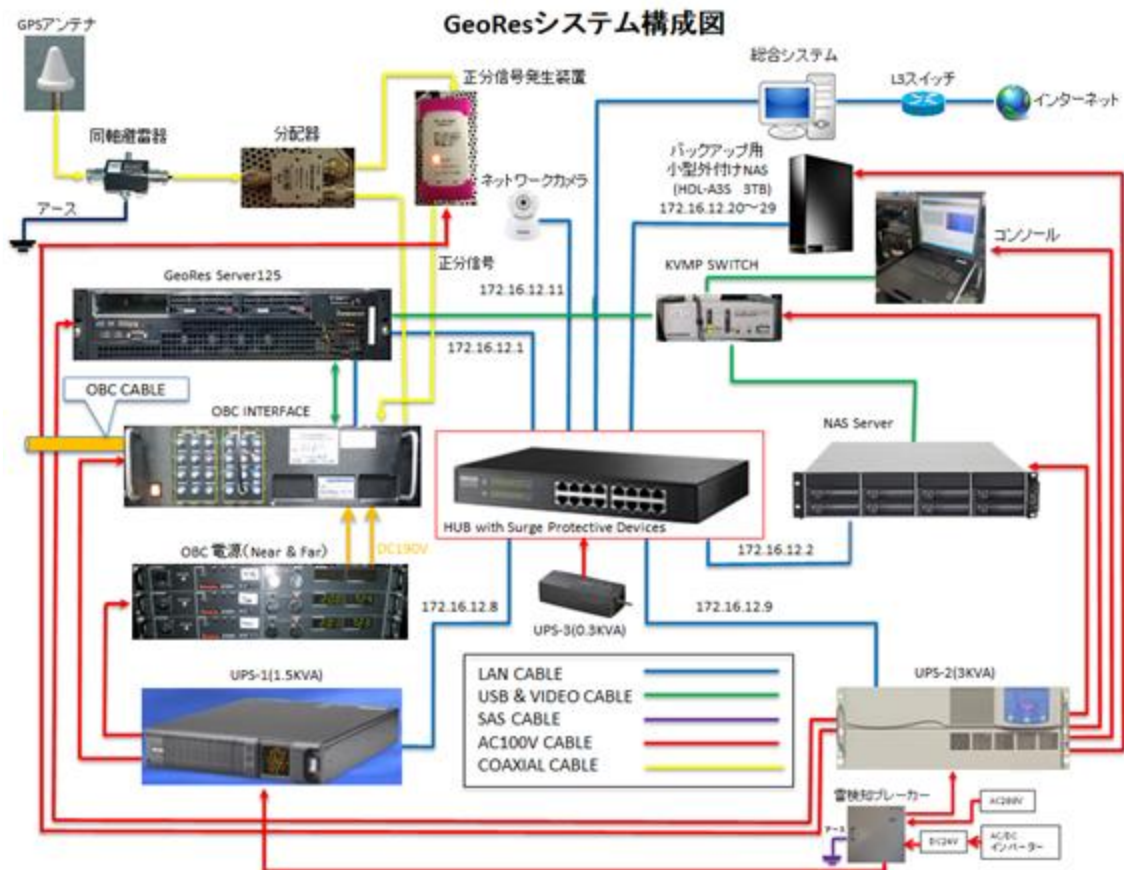 GeoResシステム構成図
GPSアンテナ
同軸避雷器
アース
分配器
正分信号発生装置
正分信号
ネットワークカメラ
総合システム
L3スイッチ
インターネット
バックアップ用
小型外付けNAS
(HDL-A3S 3TB)
172.16.12.20~29
コンソール
KVMP SWITCH
172.16.12.11
GeoRes Server125
172.16.12.1
OBC CABLE
OBC INTERFACE
NAS Server
HUB with Surge Protective Devices
172.16.12.2
OBC 電源(Near & Far)
DC190V
172.16.12.8
UPS-3(0.3KVA)
172.16.12.9
UPS-1(1.5KVA)
UPS-2(3KVA)
LAN CABLE
USB & VIDEO CABLE
SAS CABLE
AC100V CABLE
COAXIAL CABLE
雷検知ブレーカー
アース
AC200V
DC24V
AC/DC
インバーター